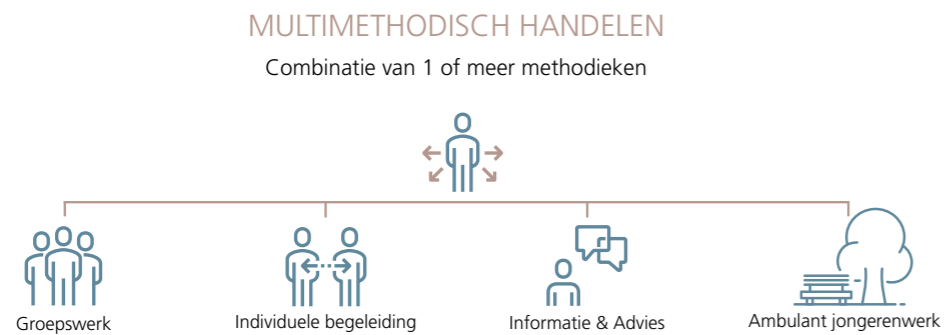 MULTIMETHODISCH HANDELEN
Combinatie van 1 of meer methodieken
Groepswerk
Individuele begeleiding
Informatie & Advies
Ambulant jongerenwerk